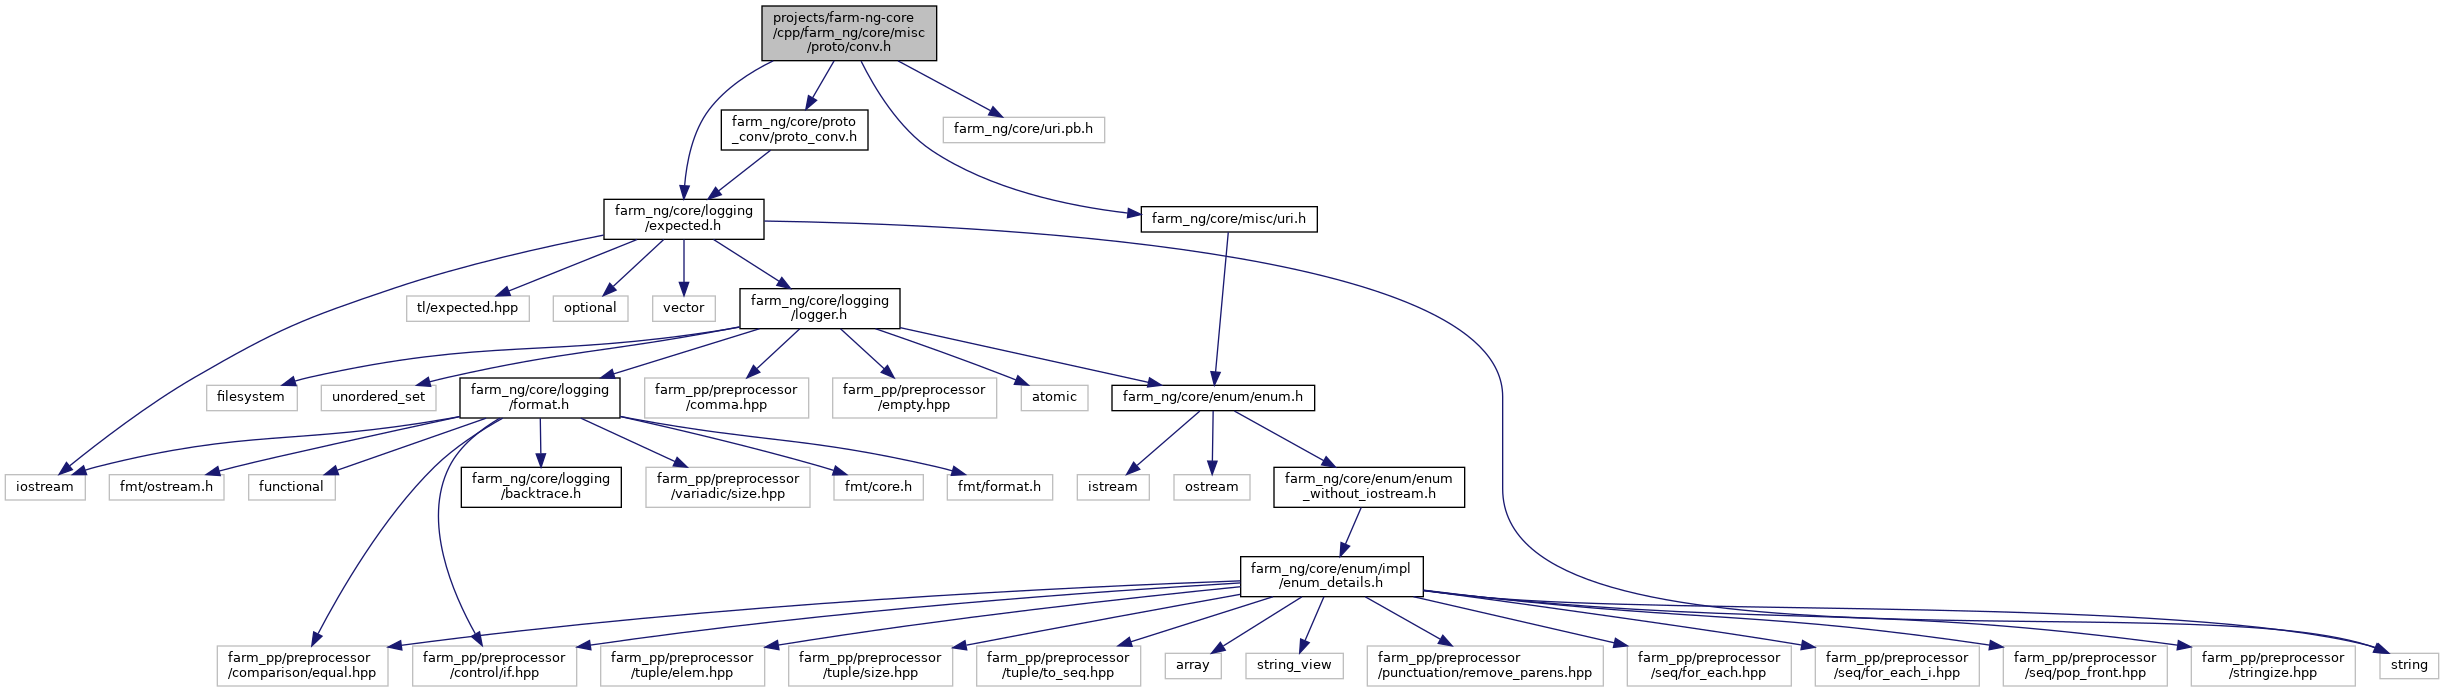 projects/farm-ng-core
/cpp/farm_ng/core/misc
/proto/conv.h
farm_ng/core/proto
_conv/proto_conv.h
farm_ng/core/uri.pb.h
farm_ng/core/logging
/expected.h
farm_ng/core/misc/uri.h
tl/expected.hpp
optional
vector
farm_ng/core/logging
/logger.h
filesystem
unordered_set
farm_ng/core/logging
/format.h
farm_pp/preprocessor
/comma.hpp
farm_pp/preprocessor
/empty.hpp
atomic
farm_ng/core/enum/enum.h
iostream
fmt/ostream.h
functional
farm_ng/core/logging
/backtrace.h
farm_pp/preprocessor
/variadic/size.hpp
fmt/core.h
fmt/format.h
istream
ostream
farm_ng/core/enum/enum
_without_iostream.h
farm_ng/core/enum/impl
/enum_details.h
farm_pp/preprocessor
/comparison/equal.hpp
farm_pp/preprocessor
/control/if.hpp
farm_pp/preprocessor
/tuple/elem.hpp
farm_pp/preprocessor
/tuple/size.hpp
farm_pp/preprocessor
/tuple/to_seq.hpp
array
string_view
farm_pp/preprocessor
/punctuation/remove_parens.hpp
farm_pp/preprocessor
/seq/for_each.hpp
farm_pp/preprocessor
/seq/for_each_i.hpp
farm_pp/preprocessor
/seq/pop_front.hpp
farm_pp/preprocessor
/stringize.hpp
string